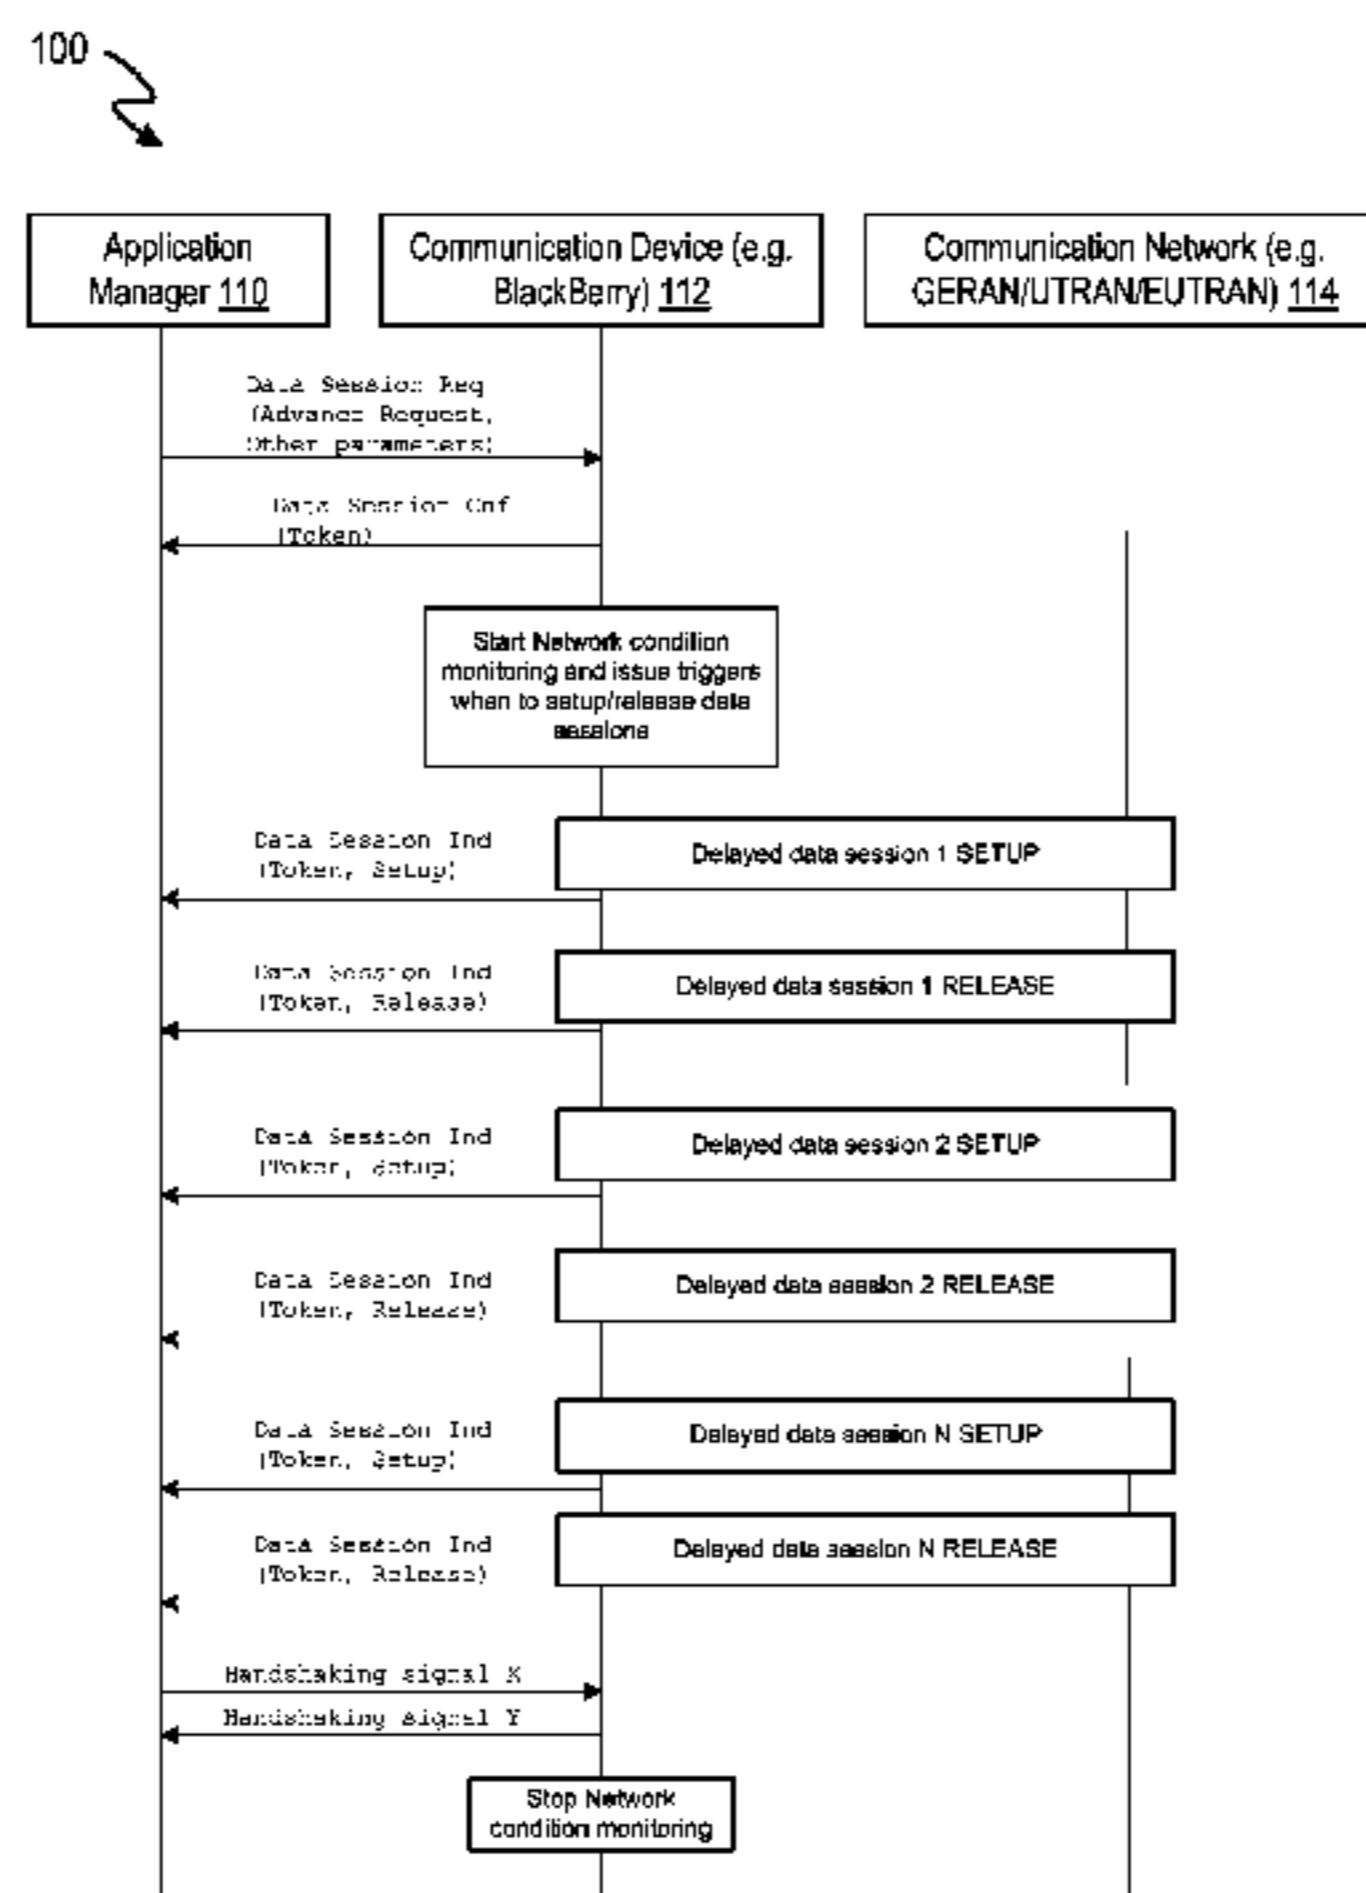 100
Application
Manager 110
Communication Device (e.g.
BlackBerry) 112
Communication Network (e.g.
GERAN/UTRAN/EUTRAN) 114
Data Session Req
(Advance Request,
Other parameters)
Data Session Cnf
(Token)
Start Network condition
monitoring and issue triggers
when to setup/release data
sessions
Data Session Ind
(Token, Setup)
Delayed data session 1 SETUP
Data Session Ind
(Token, Release)
Delayed data session 1 RELEASE
Data Session Ind
(Token, Setup)
Delayed data session 2 SETUP
Data Session Ind
(Token, Release)
Delayed data session 2 RELEASE
Data Session Ind
(Token, Setup)
Delayed data session N SETUP
Data Session Ind
(Token, Release)
Delayed data session N RELEASE
Handshaking signal X
Handshaking signal Y
Stop Network
condition monitoring